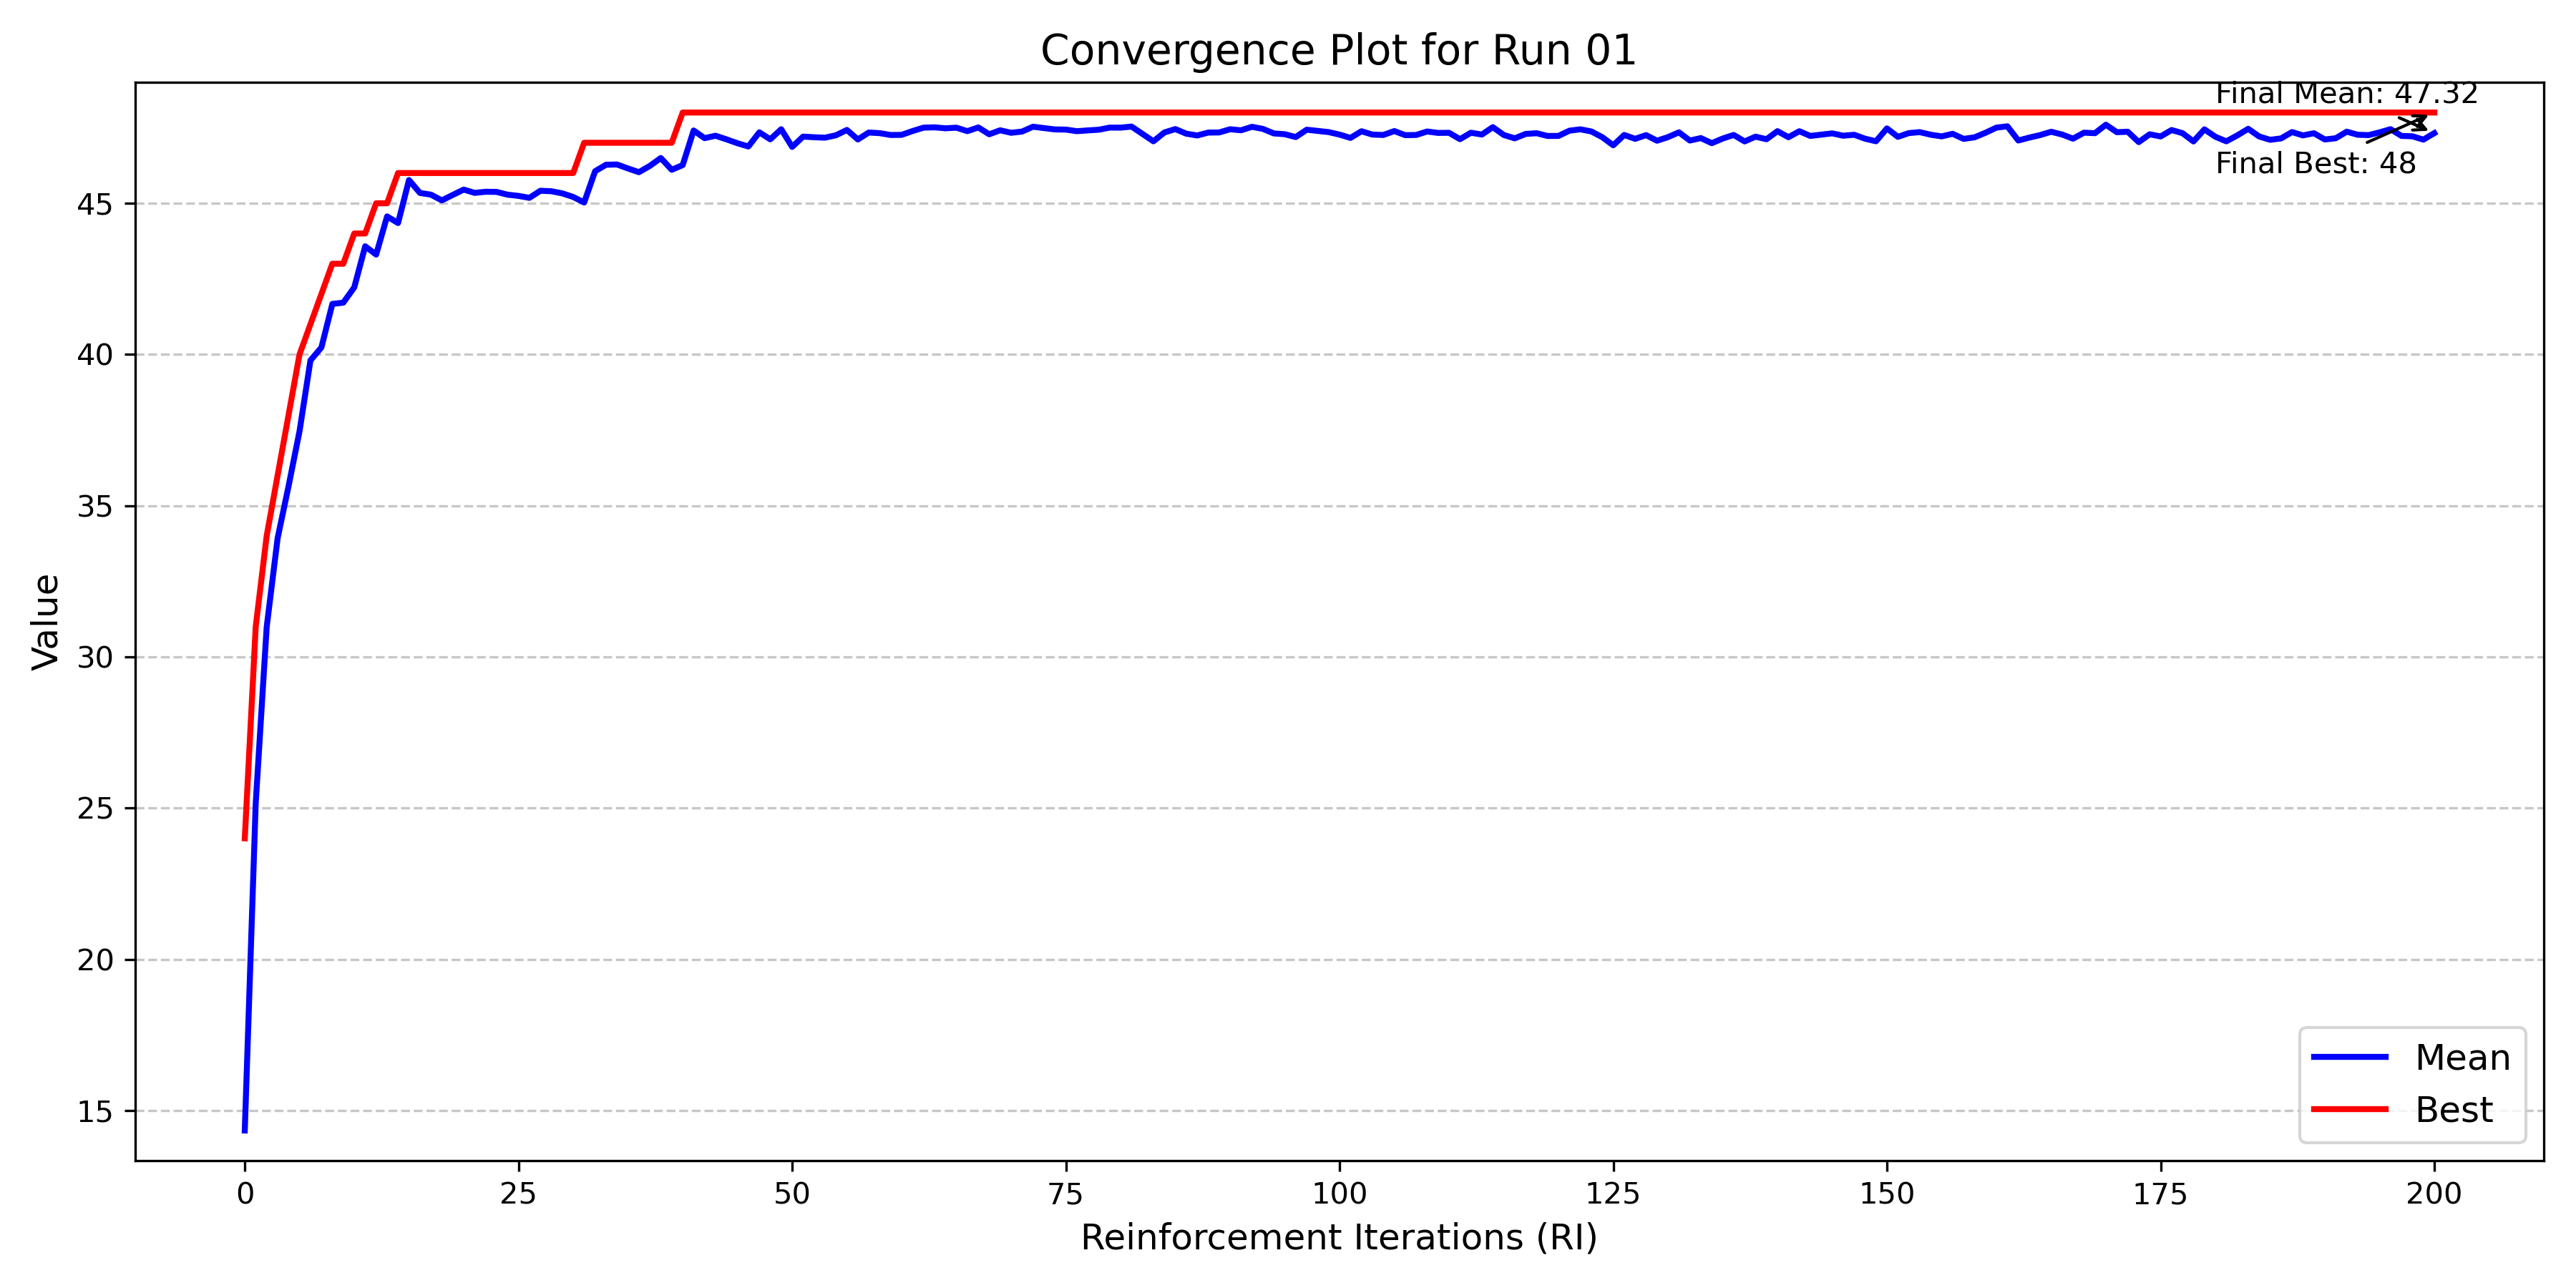 Convergence Plot for Run 01
Final Mean: 47.32
Final Best: 48
45
40
35
30
25
20
15
Value
0 25 50 75 100 125 150 175 200
Reinforcement Iterations (RI)
Mean
Best